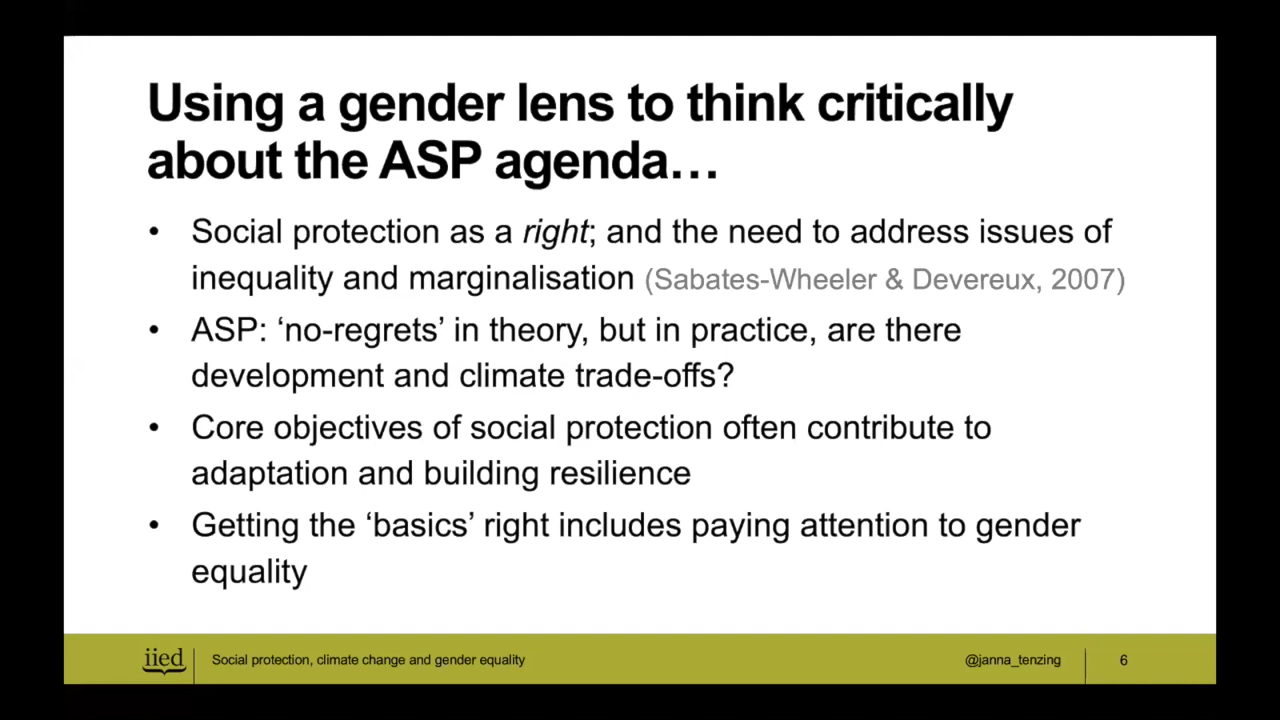 Using a gender lens to think critically
about the ASP agenda…
• Social protection as a right; and the need to address issues of
inequality and marginalisation (Sabates-Wheeler & Devereux, 2007)
• ASP: ‘no-regrets’ in theory, but in practice, are there
development and climate trade-offs?
• Core objectives of social protection often contribute to
adaptation and building resilience
• Getting the ‘basics’ right includes paying attention to gender
equality
iied Social protection, climate change and gender equality @janna_tenzing 6